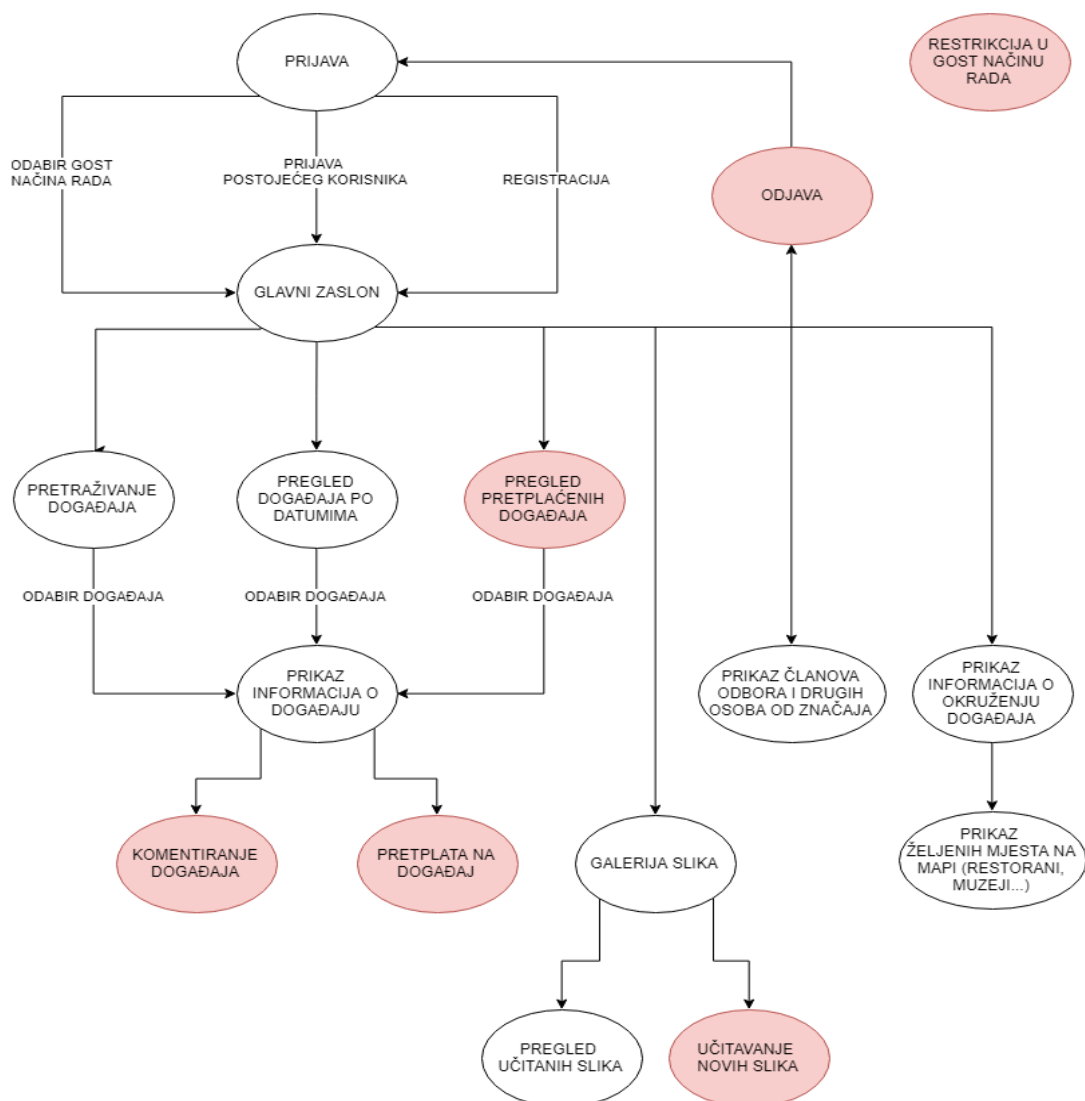 PRIJAVA
RESTRIKCIJA U
GOST NAČINU
RADA
ODABIR GOST
NAČINA RADA
PRIJAVA
POSTOJEĆEG KORISNIKA
REGISTRACIJA
ODJAVA
GLAVNI ZASLON
PRETRAŽIVANJE
DOGAĐAJA
PREGLED
DOGAĐAJA PO
DATUMIMA
PREGLED
PRETPLAĆENIH
DOGAĐAJA
ODABIR DOGAĐAJA
ODABIR DOGAĐAJA
ODABIR DOGAĐAJA
PRIKAZ
INFORMACIJA O
DOGAĐAJU
PRIKAZ ČLANOVA
ODBORA I DRUGIH
OSOBA OD ZNAČAJA
PRIKAZ
INFORMACIJA O
OKRUŽENJU
DOGAĐAJA
KOMENTIRANJE
DOGAĐAJA
PRETPLATA NA
DOGAĐAJ
GALERIJA SLIKA
PRIKAZ
ŽELJENIH MJESTA NA
MAPI (RESTORANI,
MUZEJI...)
PREGLED
UČITANIH SLIKA
UČITAVANJE
NOVIH SLIKA